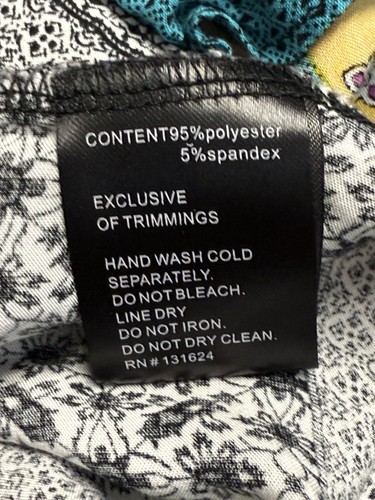 CONTENT95%polyester
5%spandex
EXCLUSIVE
OF TRIMMINGS
HAND WASH COLD
SEPARATELY.
DO NOT BLEACH.
LINE DRY
DO NOT IRON.
DO NOT DRY CLEAN.
RN # 131624